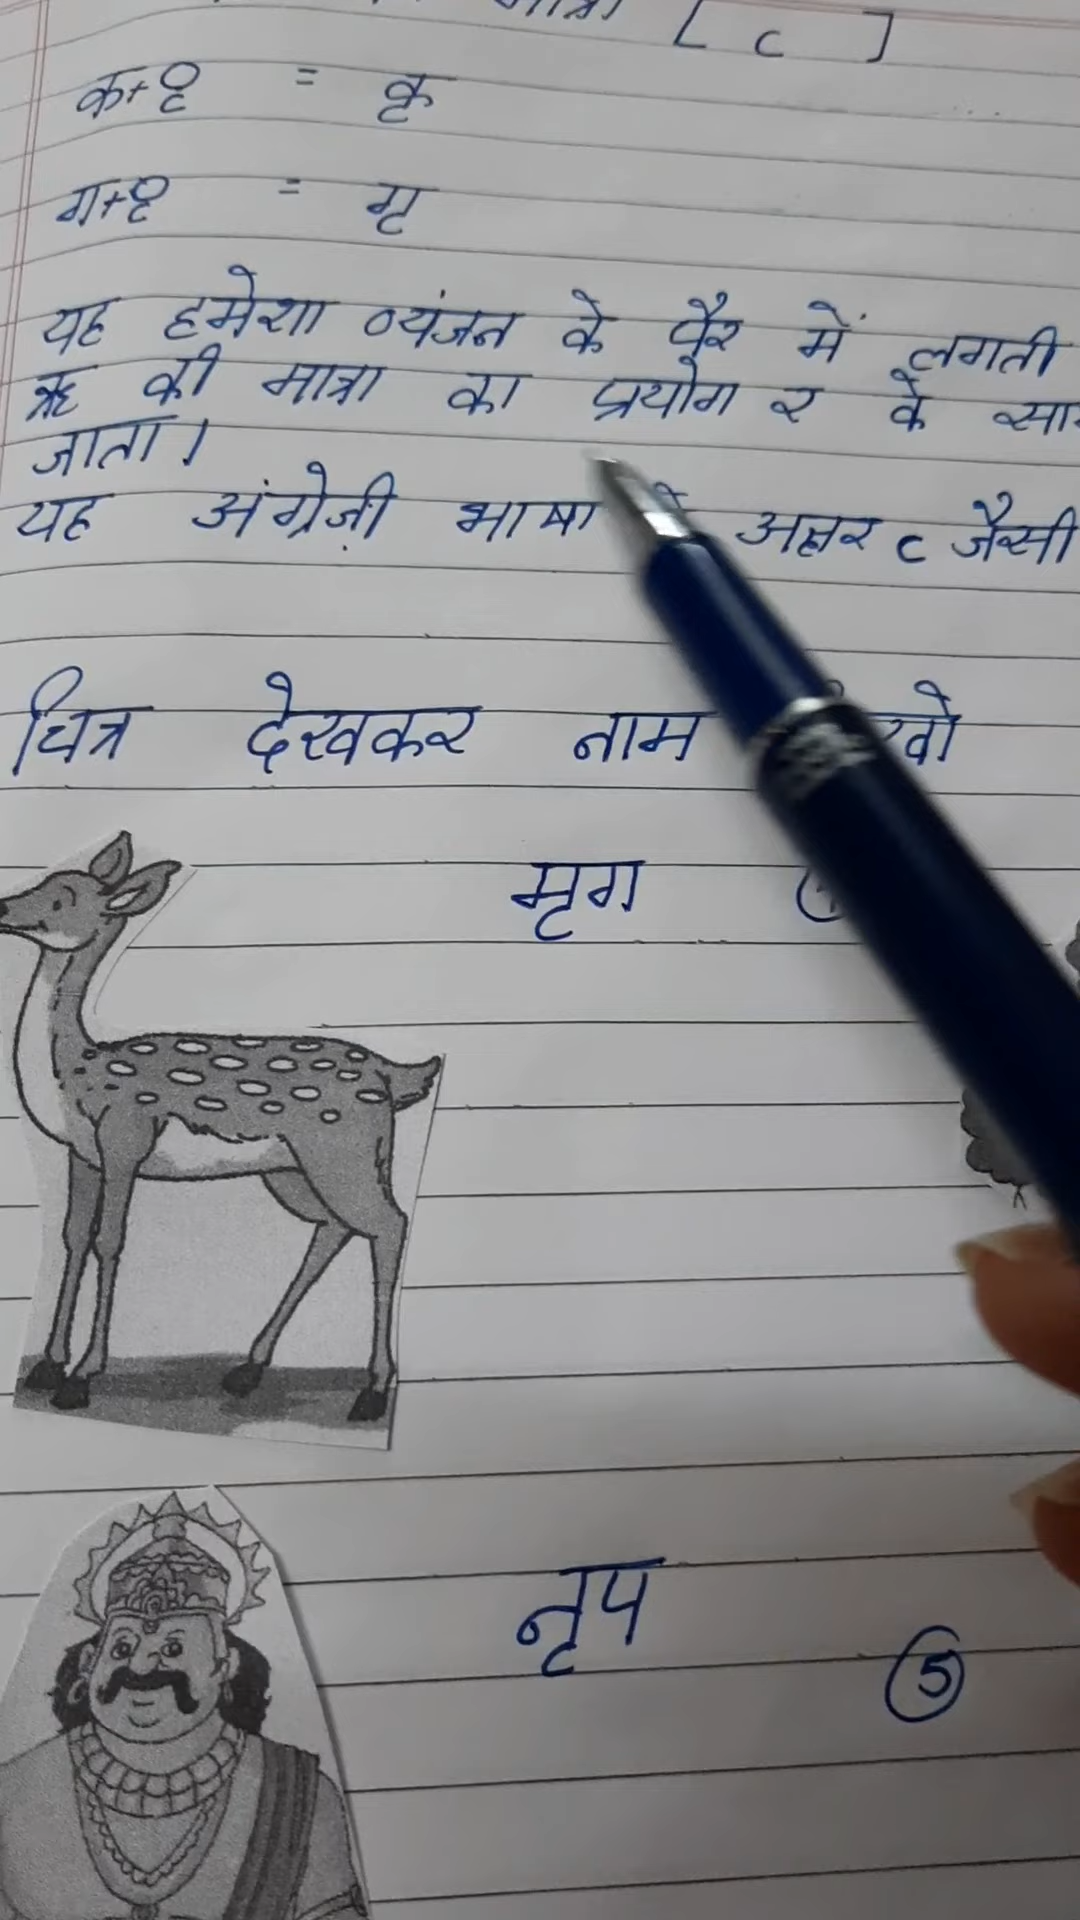 मात्रा [ c ]
क+ृ = कृ
ग+ृ = गृ
यह हमेशा व्यंजन के पैर में लगती
ऋ की मात्रा का प्रयोग र के
जाता।
यह अंग्रेज़ी भाषा अक्षर c जैसी
चित्र देखकर नाम
मृग
नृप
5